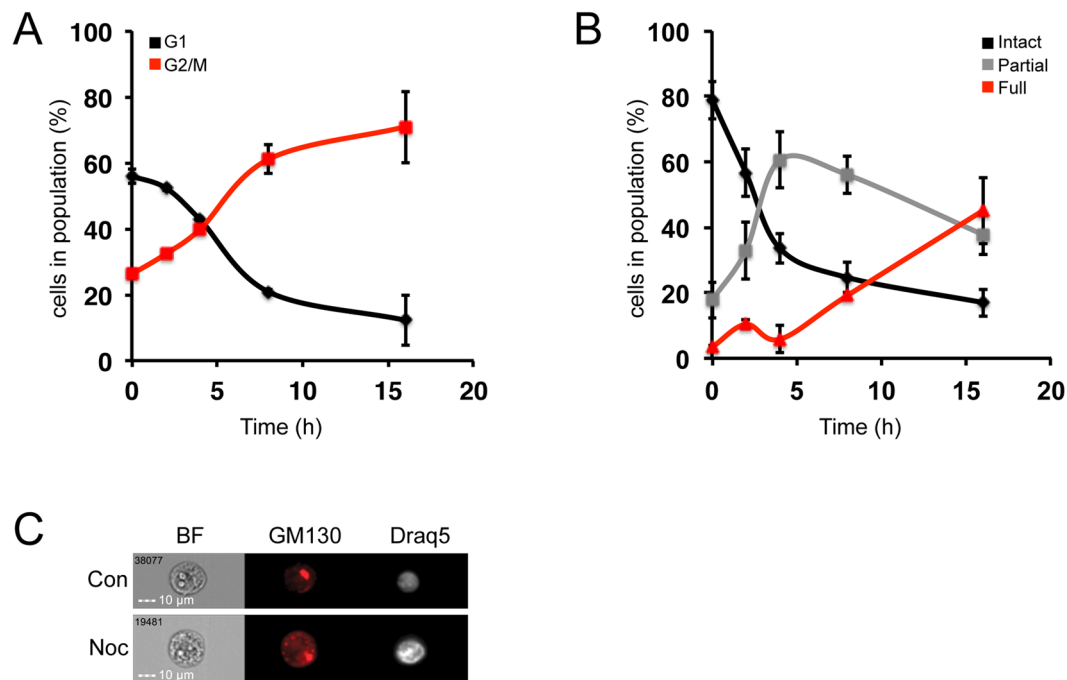 A
100
80
60
40
20
0
0 5 10 15 20
cells in population (%)
Time (h)
G1
G2/M
B
100
80
60
40
20
0
0 5 10 15 20
cells in population (%)
Time (h)
Intact
Partial
Full
C
BF GM130 Draq5
Con
38077
10 µm
Noc
19481
10 µm